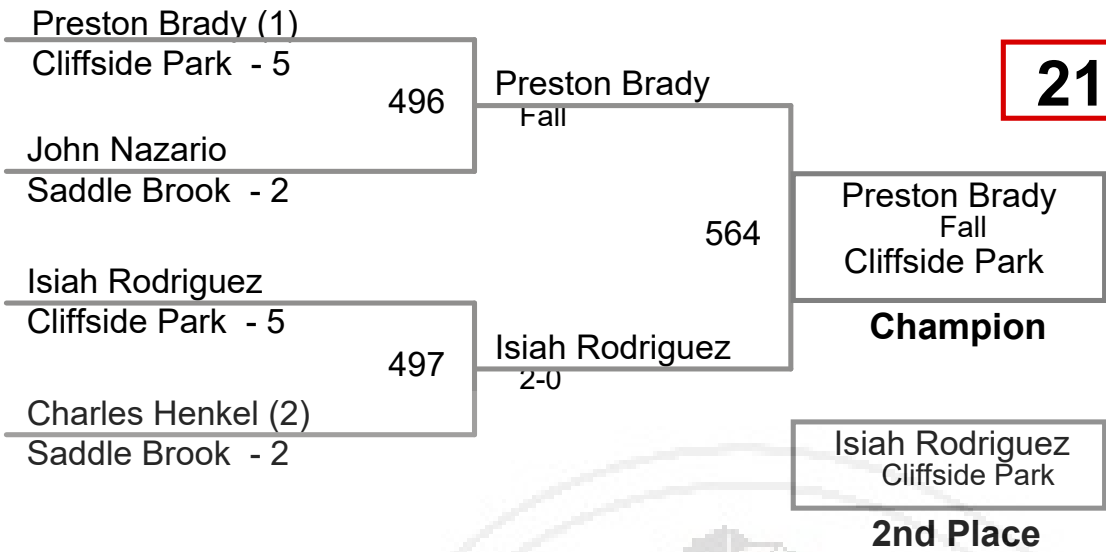 Preston Brady (1)
Cliffside Park - 5
496
John Nazario
Saddle Brook - 2
Isiah Rodriguez
Cliffside Park - 5
497
Charles Henkel (2)
Saddle Brook - 2
Preston Brady
Fall
564
Isiah Rodriguez
2-0
21
Preston Brady
Fall
Cliffside Park
Champion
Isiah Rodriguez
Cliffside Park
2nd Place